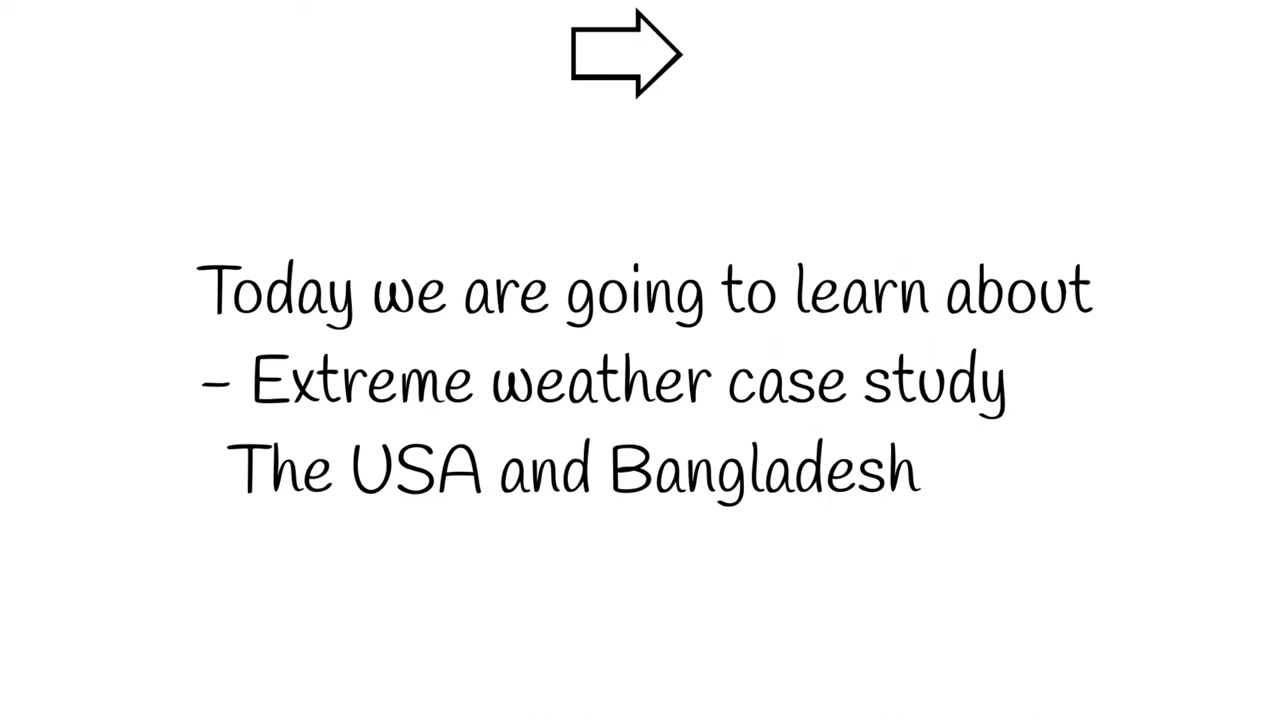 Today we are going to learn about
- Extreme weather case study
The USA and Bangladesh